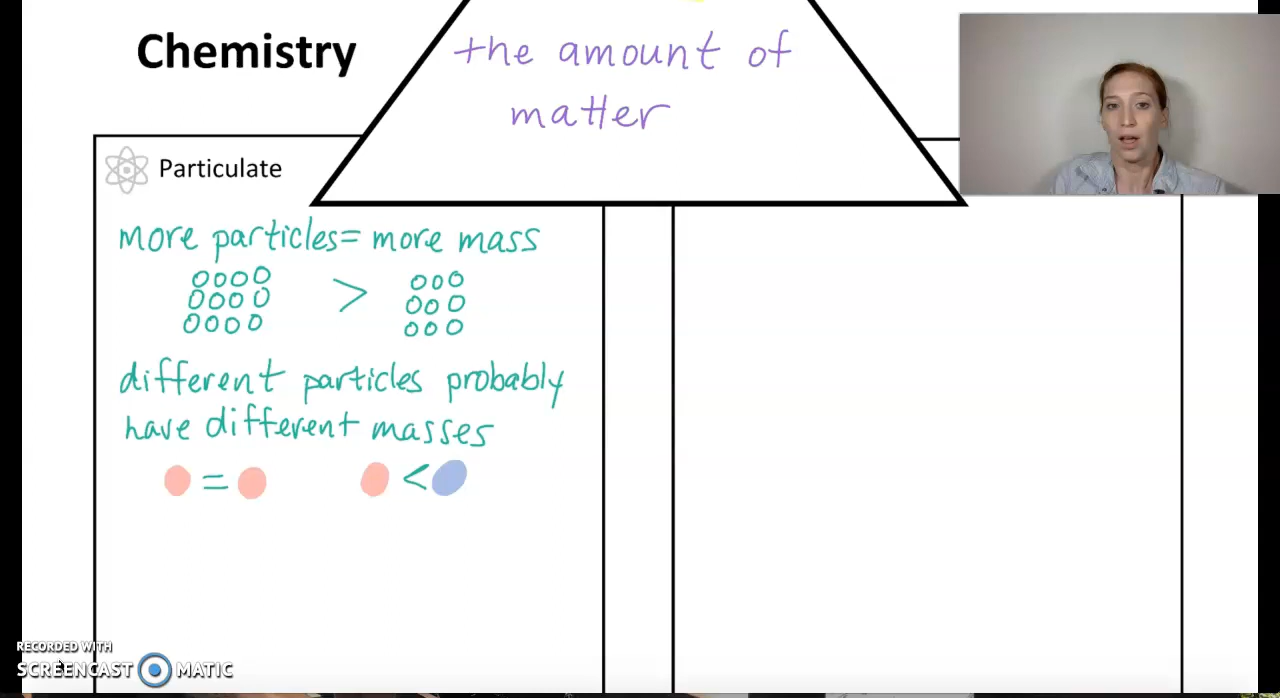 Chemistry
the amount of
matter
Particulate
more particles = more mass
>
different particles probably
have different masses
= <
RECORDED WITH
SCREENCAST MATIC